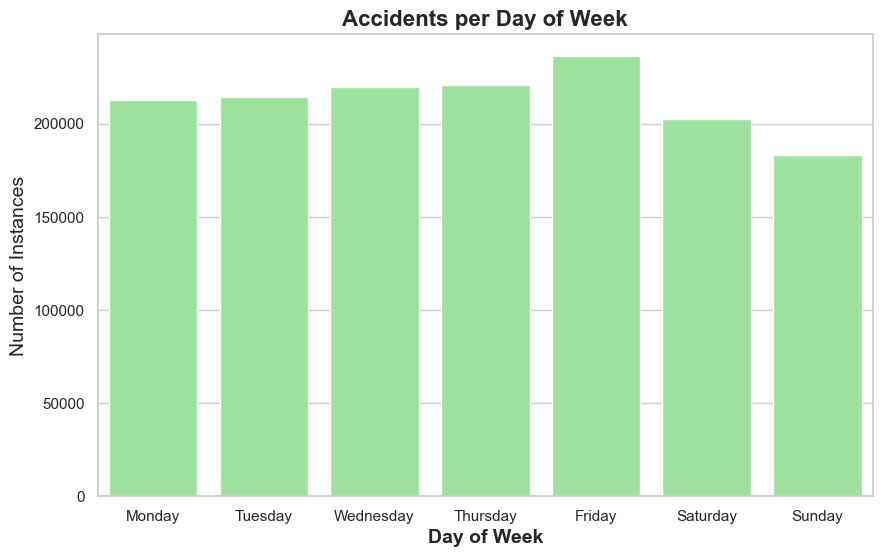 Accidents per Day of Week
Number of Instances
200000
150000
100000
50000
0
Monday Tuesday Wednesday Thursday Friday Saturday Sunday
Day of Week